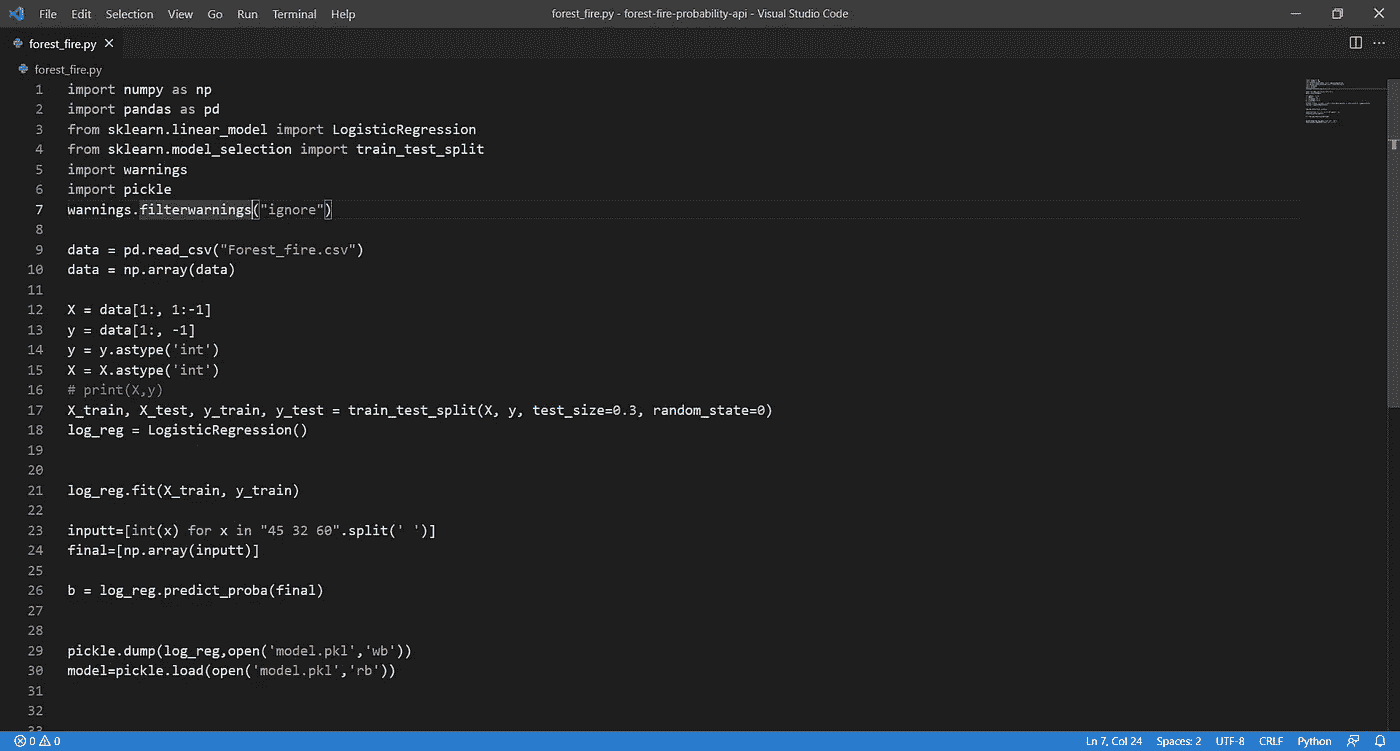 File Edit Selection View Go Run Terminal Help forest_fire.py - forest-fire-probability-api - Visual Studio Code
forest_fire.py
forest_fire.py
1 import numpy as np
2 import pandas as pd
3 from sklearn.linear_model import LogisticRegression
4 from sklearn.model_selection import train_test_split
5 import warnings
6 import pickle
7 warnings.filterwarnings("ignore")
8
9 data = pd.read_csv("Forest_fire.csv")
10 data = np.array(data)
11
12 X = data[1:, 1:-1]
13 y = data[1:, -1]
14 y = y.astype('int')
15 X = X.astype('int')
16 # print(X,y)
17 X_train, X_test, y_train, y_test = train_test_split(X, y, test_size=0.3, random_state=0)
18 log_reg = LogisticRegression()
19
20
21 log_reg.fit(X_train, y_train)
22
23 inputt=[int(x) for x in "45 32 60".split(' ')]
24 final=[np.array(inputt)]
25
26 b = log_reg.predict_proba(final)
27
28
29 pickle.dump(log_reg,open('model.pkl','wb'))
30 model=pickle.load(open('model.pkl','rb'))
31
32
33
0 0 Ln 7, Col 24 Spaces: 2 UTF-8 CRLF Python